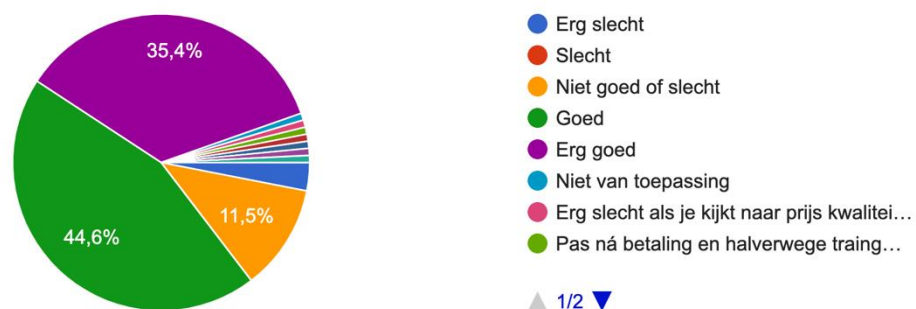 35,4%
11,5%
44,6%
Erg slecht
Slecht
Niet goed of slecht
Goed
Erg goed
Niet van toepassing
Erg slecht als je kijkt naar prijs kwalitei…
Pas ná betaling en halverwege traing…
1/2